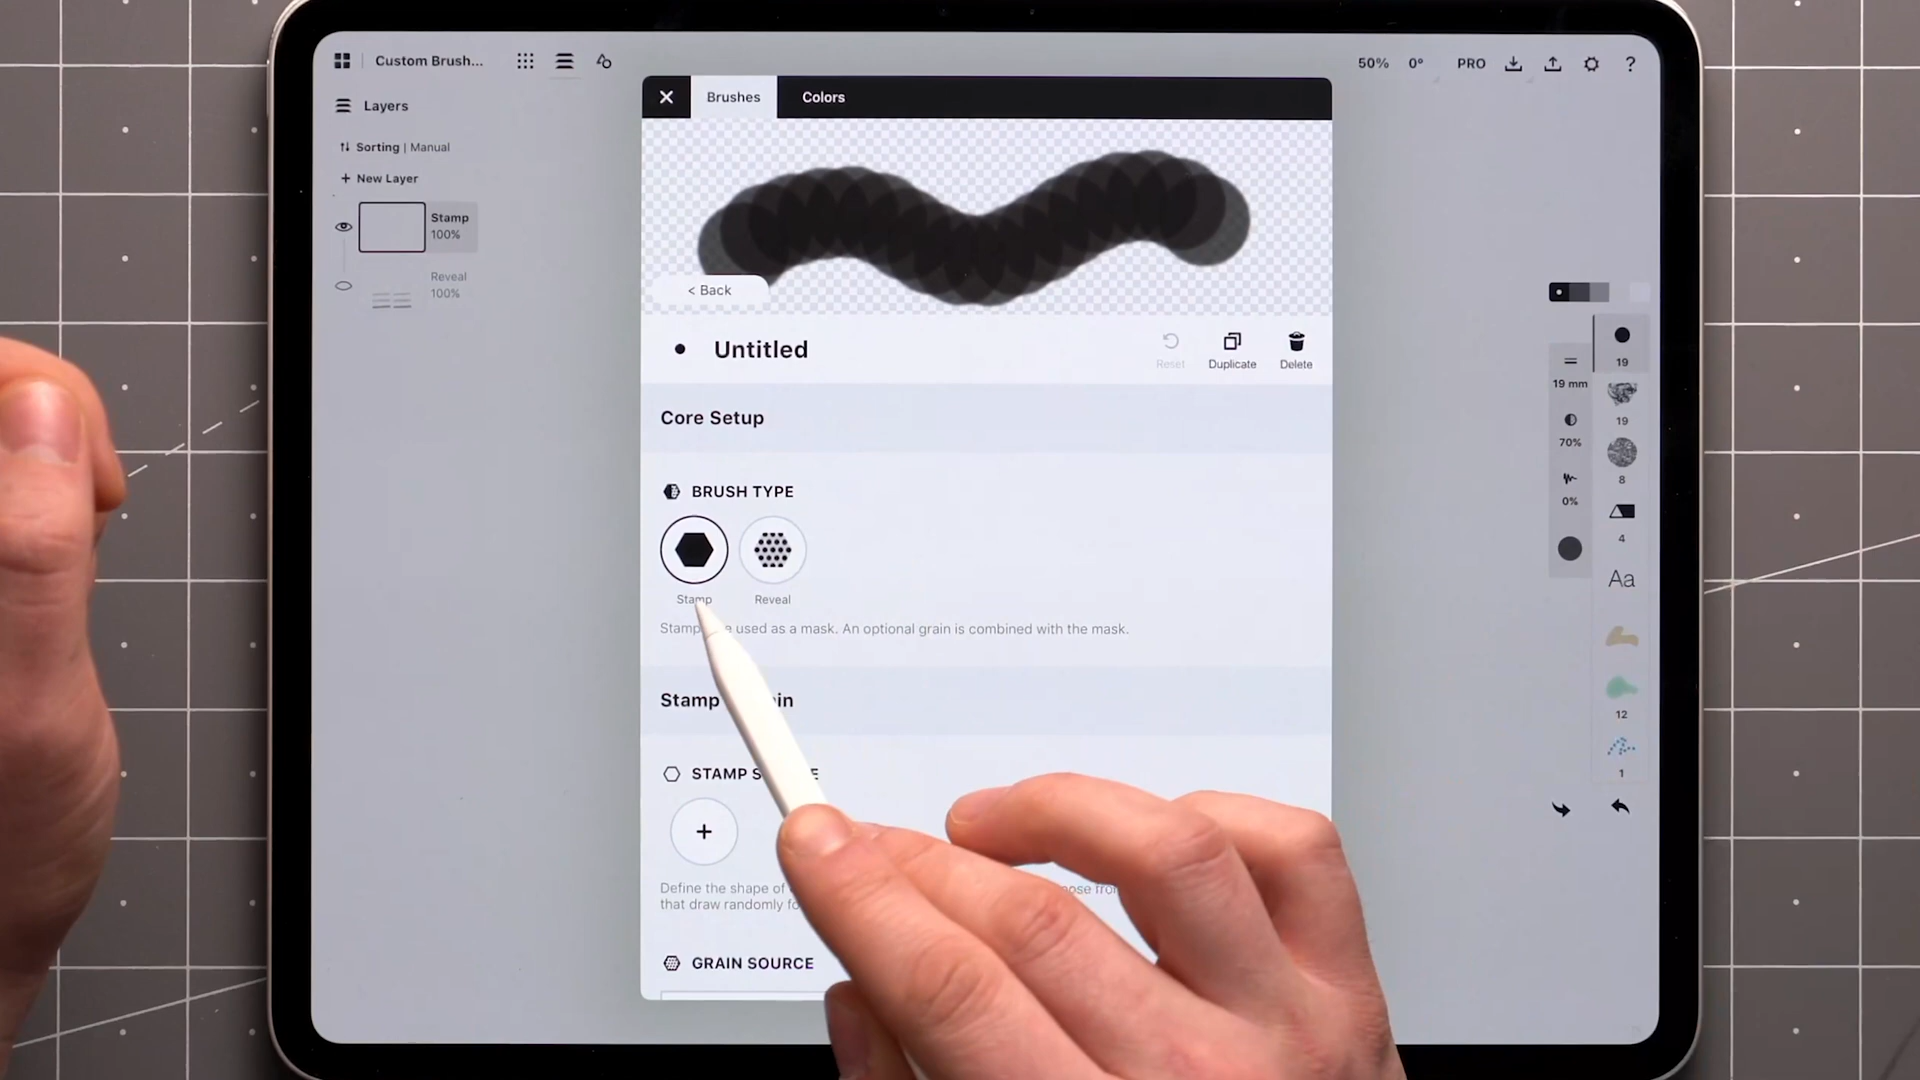 Custom Brush...
50% 0° PRO ?
Layers
Sorting | Manual
+ New Layer
Stamp
100%
Reveal
100%
Brushes Colors
< Back
Untitled
Reset Duplicate Delete
Core Setup
BRUSH TYPE
Stamp Reveal
Stamp used as a mask. An optional grain is combined with the mask.
Stamp
STAMP
Define the shape of
that draw randomly
GRAIN SOURCE
19 mm
70%
0%
19
19
8
4
Aa
12
1